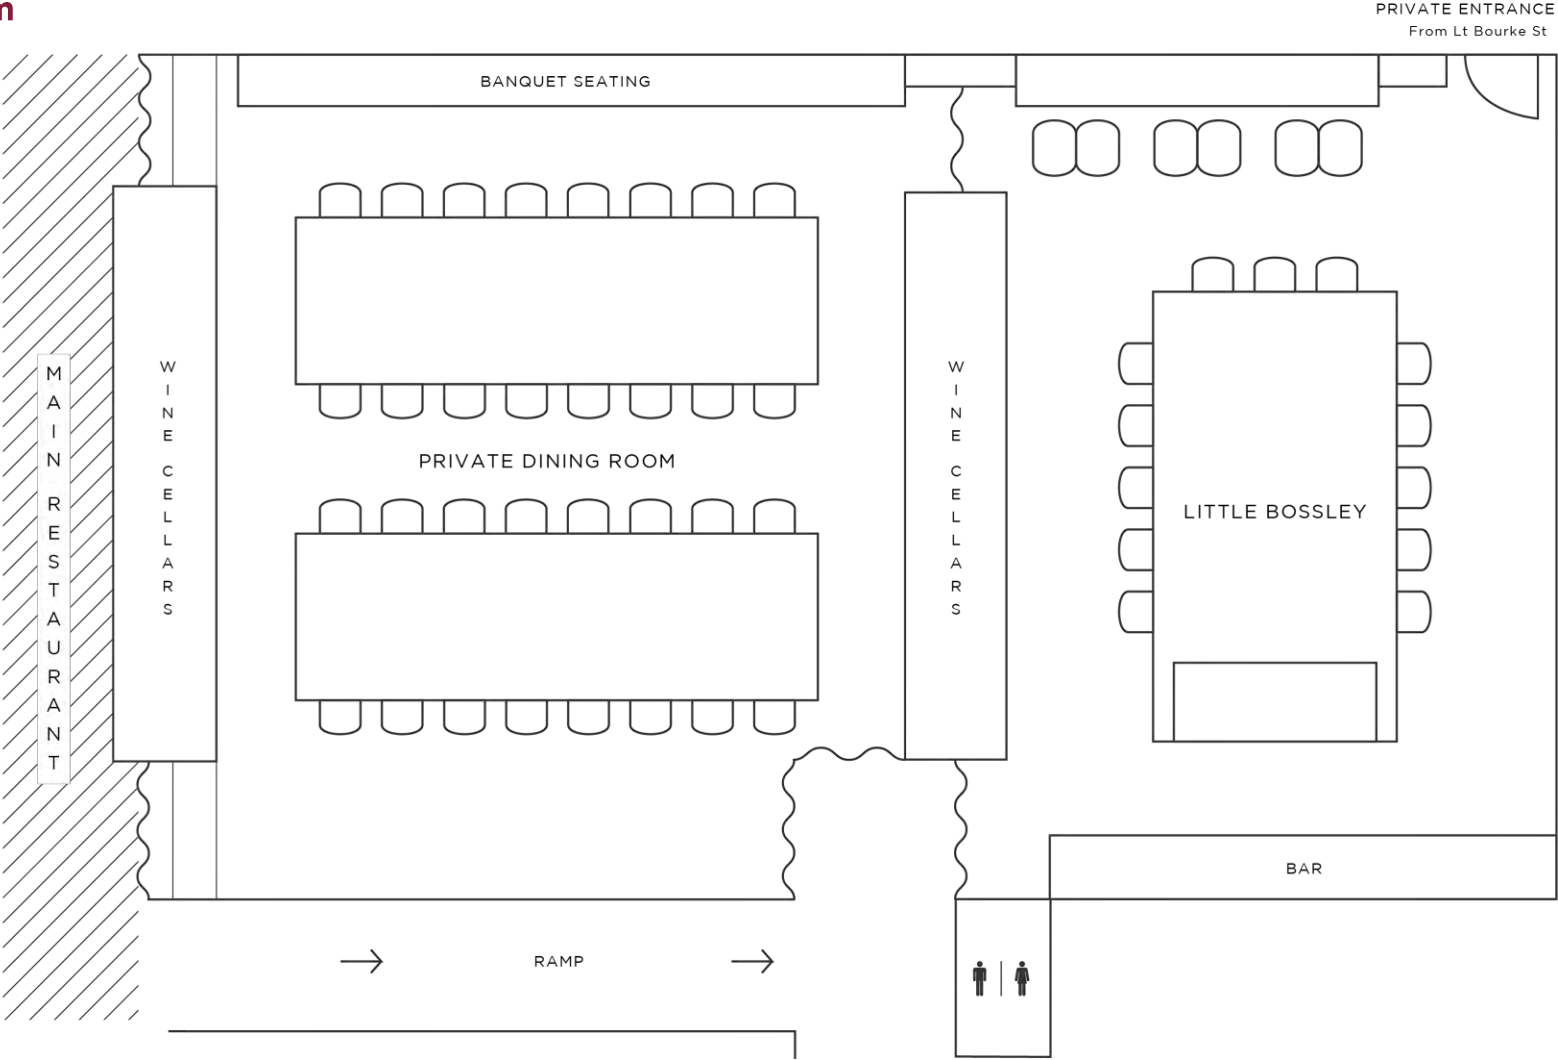 PRIVATE ENTRANCE
From Lt Bourke St
BANQUET SEATING
MAIN RESTAURANT
WINE CELLARS
PRIVATE DINING ROOM
WINE CELLARS
LITTLE BOSSLEY
BAR
RAMP